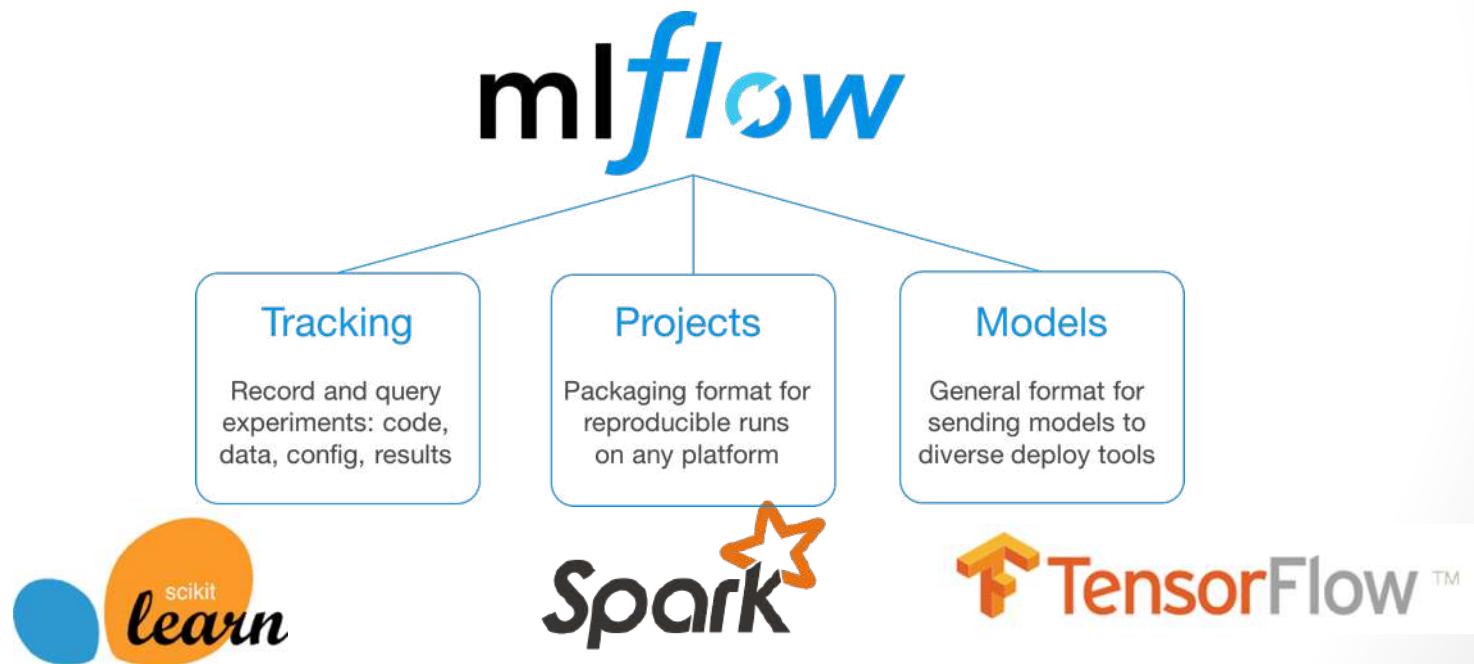 mlflow
Tracking
Record and query
experiments: code,
data, config, results
Projects
Packaging format for
reproducible runs
on any platform
Models
General format for
sending models to
diverse deploy tools
scikit
learn
Spark
TensorFlow TM